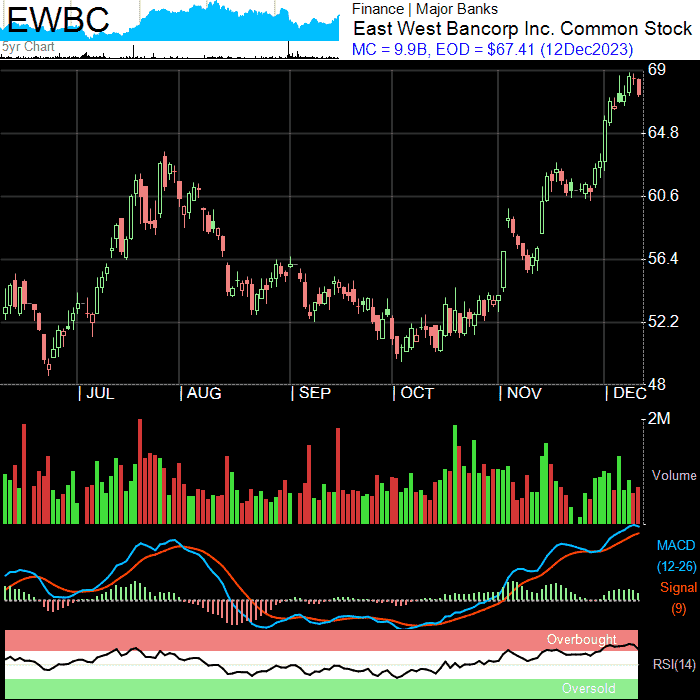 EWBC
5yr Chart
Finance | Major Banks
East West Bancorp Inc. Common Stock
MC = 9.9B, EOD = $67.41 (12Dec2023)
69
64.8
60.6
56.4
52.2
48
| JUL | AUG | SEP | OCT | NOV | DEC
2M
Volume
MACD
(12-26)
Signal
(9)
Overbought
RSI(14)
Oversold